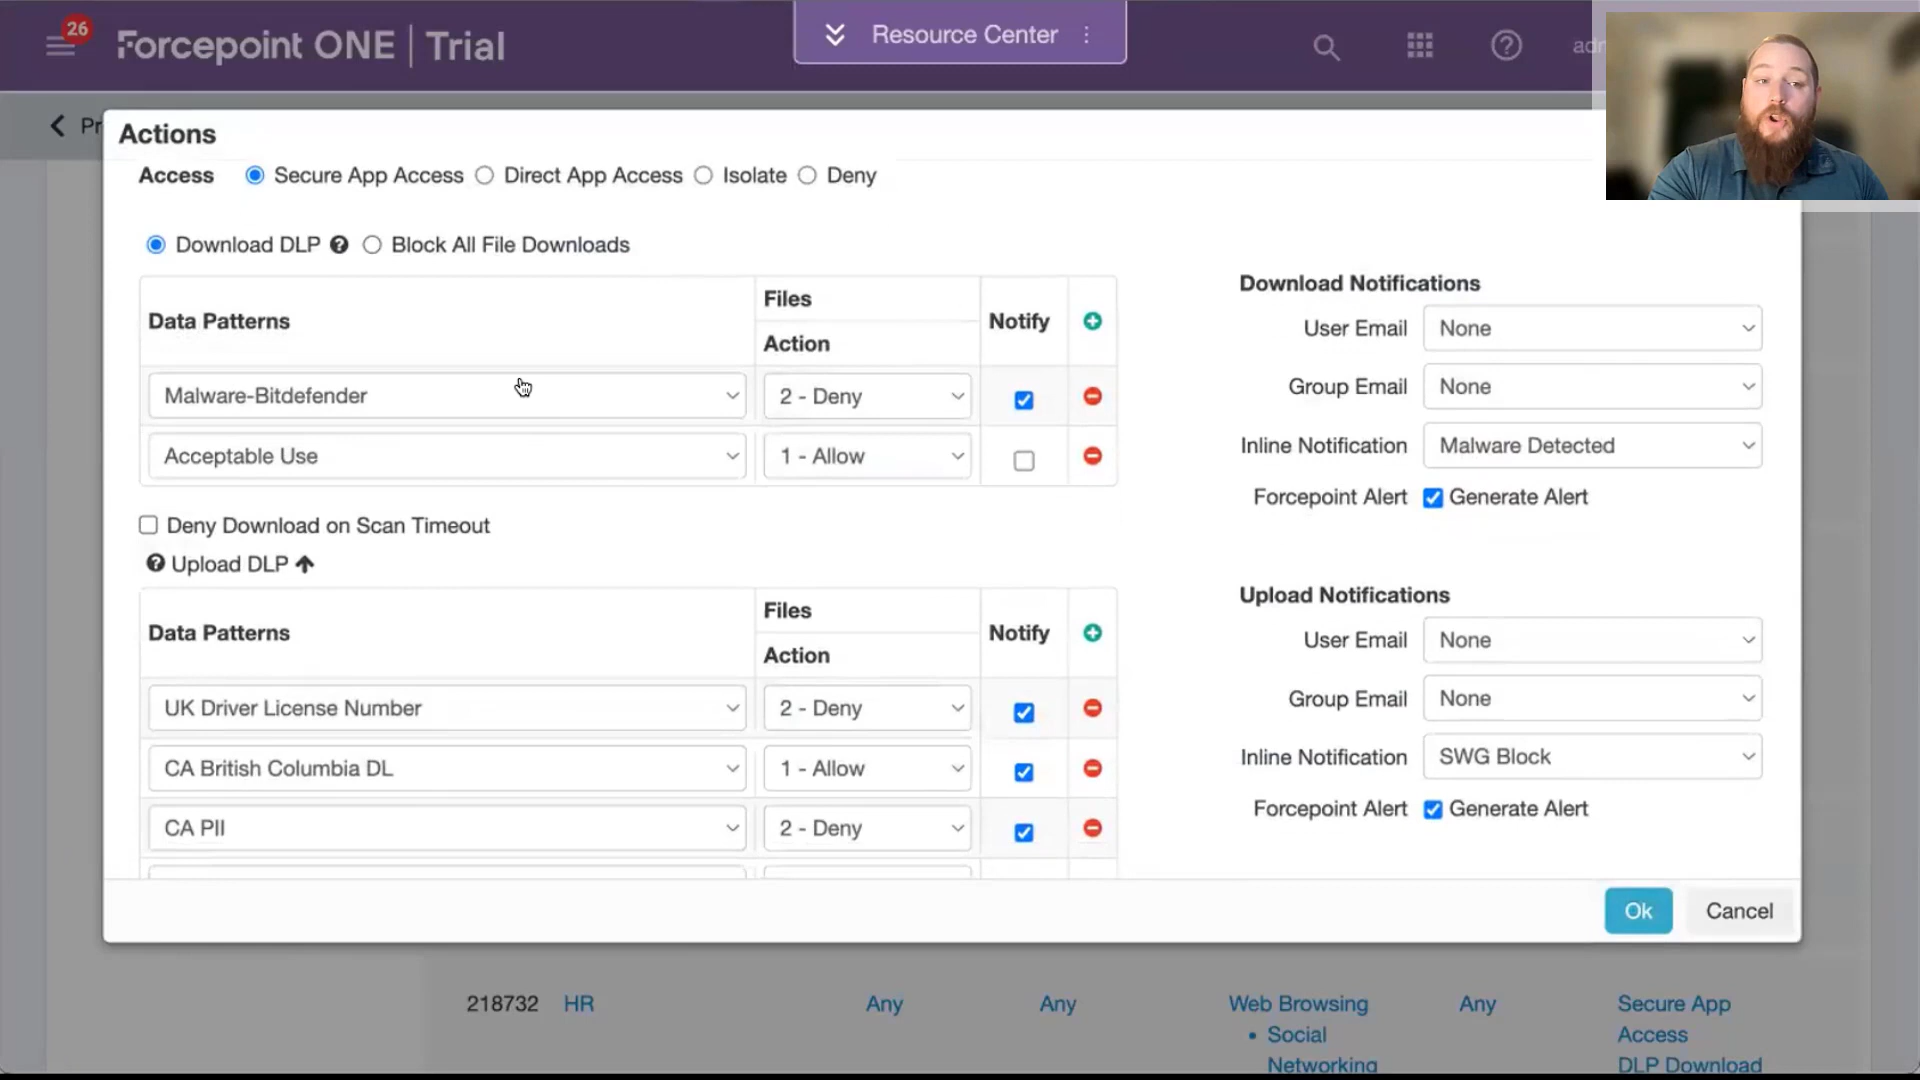 26
Forcepoint ONE | Trial
Resource Center
Actions
Access Secure App Access Direct App Access Isolate Deny
Download DLP Block All File Downloads
Data Patterns Files Action Notify
Malware-Bitdefender 2 - Deny
Acceptable Use 1 - Allow
Deny Download on Scan Timeout
Upload DLP
Data Patterns Files Action Notify
UK Driver License Number 2 - Deny
CA British Columbia DL 1 - Allow
CA PII 2 - Deny
Download Notifications
User Email None
Group Email None
Inline Notification Malware Detected
Forcepoint Alert Generate Alert
Upload Notifications
User Email None
Group Email None
Inline Notification SWG Block
Forcepoint Alert Generate Alert
Ok Cancel
218732 HR Any Any Web Browsing Any Secure App
• Social Access
Networking DLP Download